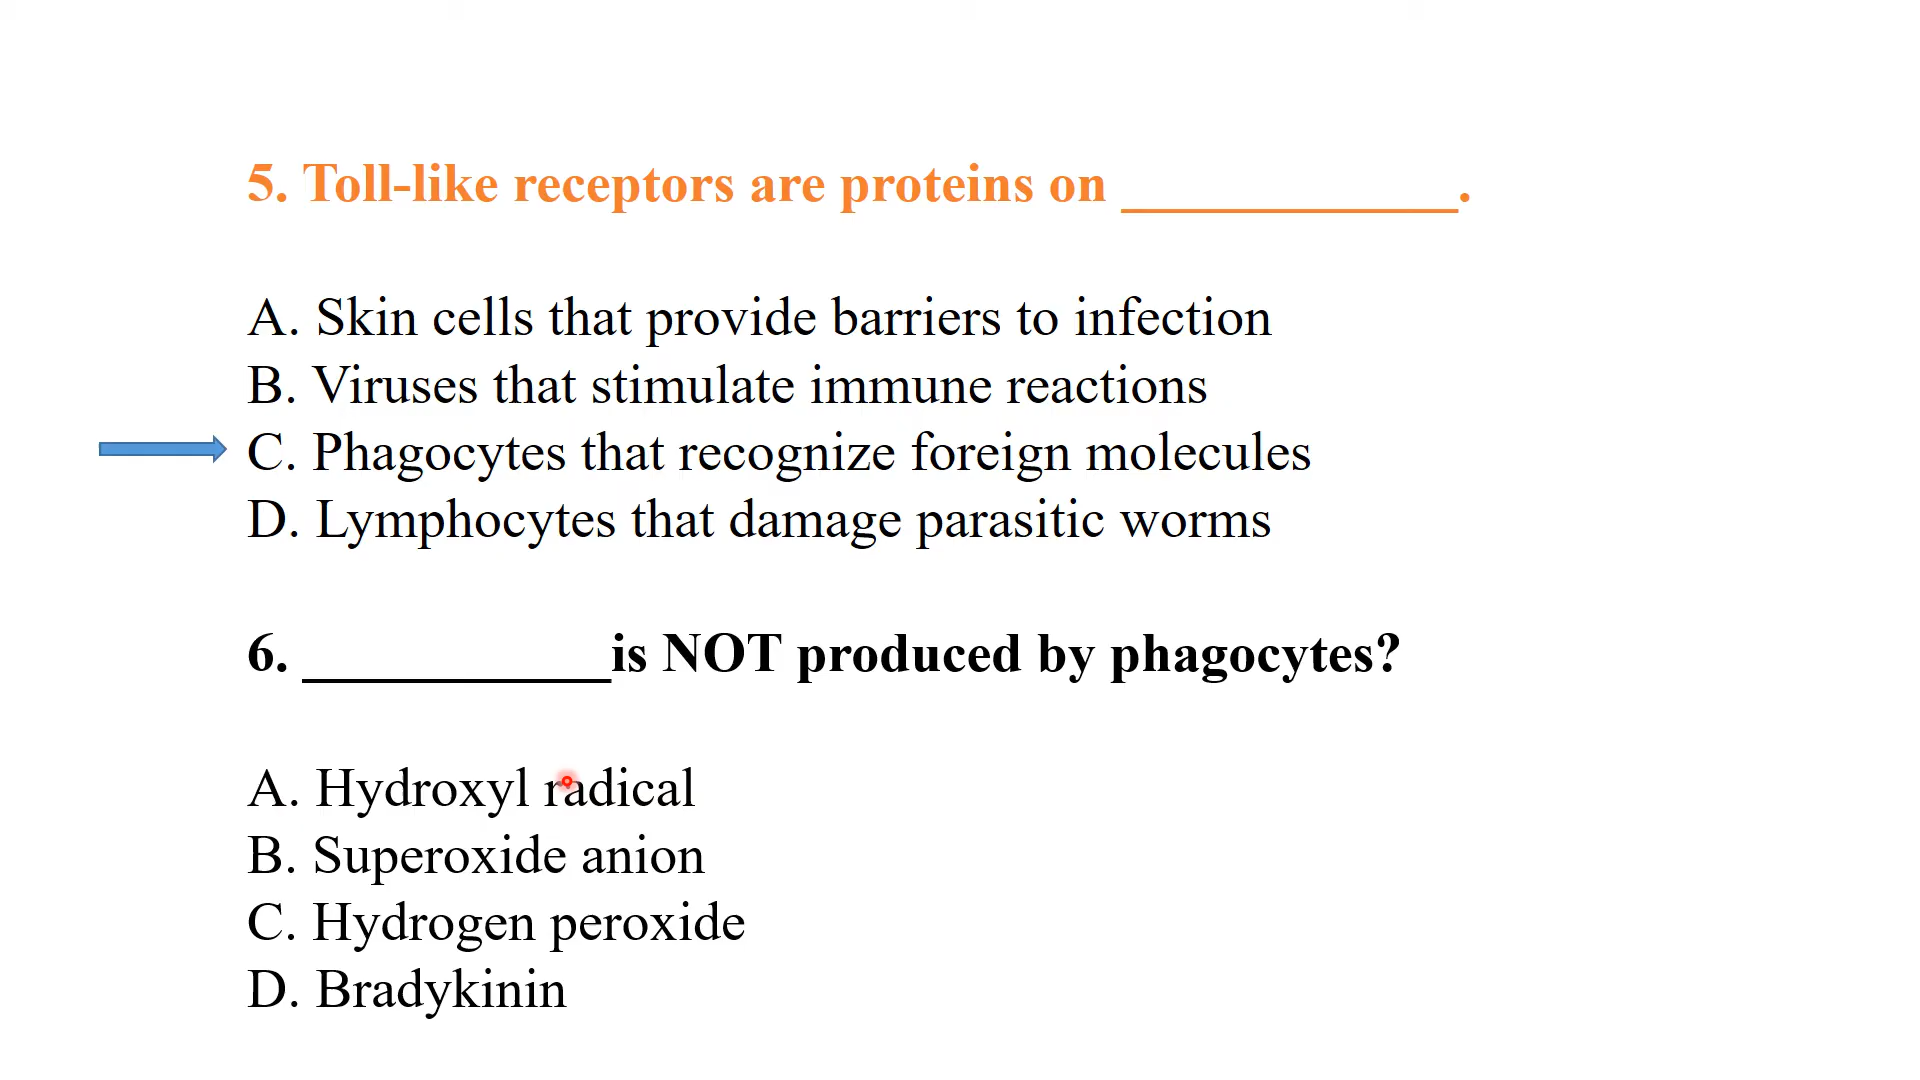 5. Toll-like receptors are proteins on ____________.
A. Skin cells that provide barriers to infection
B. Viruses that stimulate immune reactions
C. Phagocytes that recognize foreign molecules
D. Lymphocytes that damage parasitic worms
6. ___________is NOT produced by phagocytes?
A. Hydroxyl radical
B. Superoxide anion
C. Hydrogen peroxide
D. Bradykinin